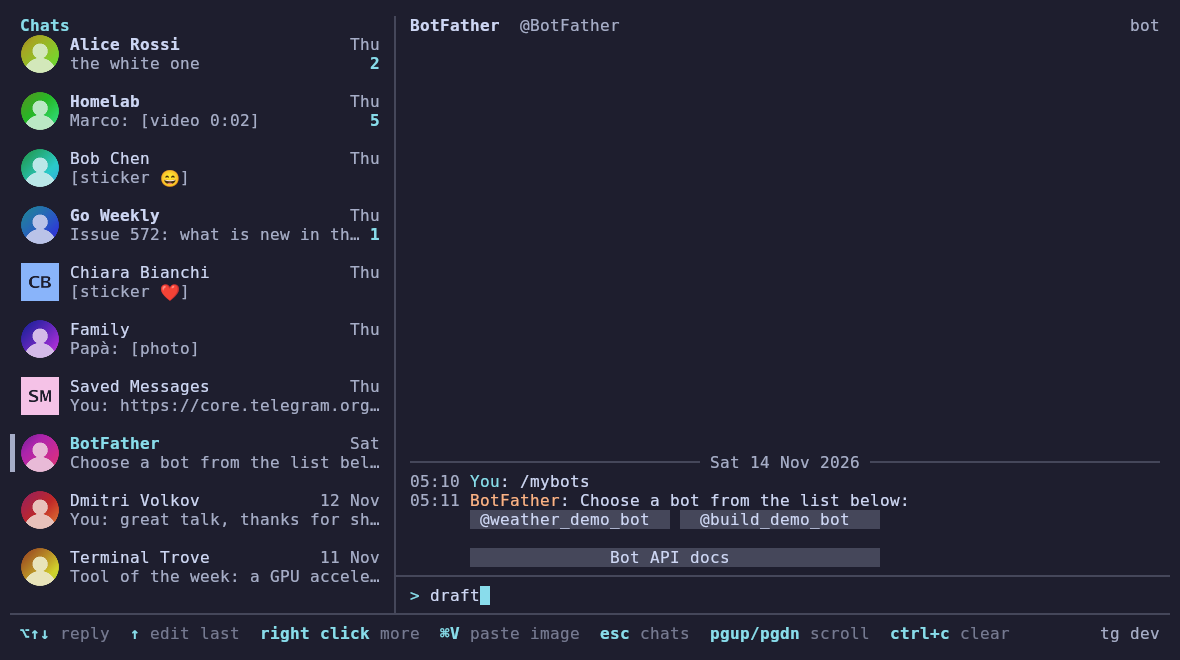 Chats
Alice Rossi Thu
the white one 2
Homelab Thu
Marco: [video 0:02] 5
Bob Chen Thu
[sticker 😄]
Go Weekly Thu
Issue 572: what is new in th… 1
CB
Chiara Bianchi Thu
[sticker ❤️]
Family Thu
Papà: [photo]
SM
Saved Messages Thu
You: https://core.telegram.org…
BotFather Sat
Choose a bot from the list bel…
Dmitri Volkov 12 Nov
You: great talk, thanks for sh…
Terminal Trove 11 Nov
Tool of the week: a GPU accele…
BotFather @BotFather bot
Sat 14 Nov 2026
05:10 You: /mybots
05:11 BotFather: Choose a bot from the list below:
@weather_demo_bot @build_demo_bot
Bot API docs
> draft
⌥↑↓ reply ↑ edit last right click more ⌘V paste image esc chats pgup/pgdn scroll ctrl+c clear tg dev